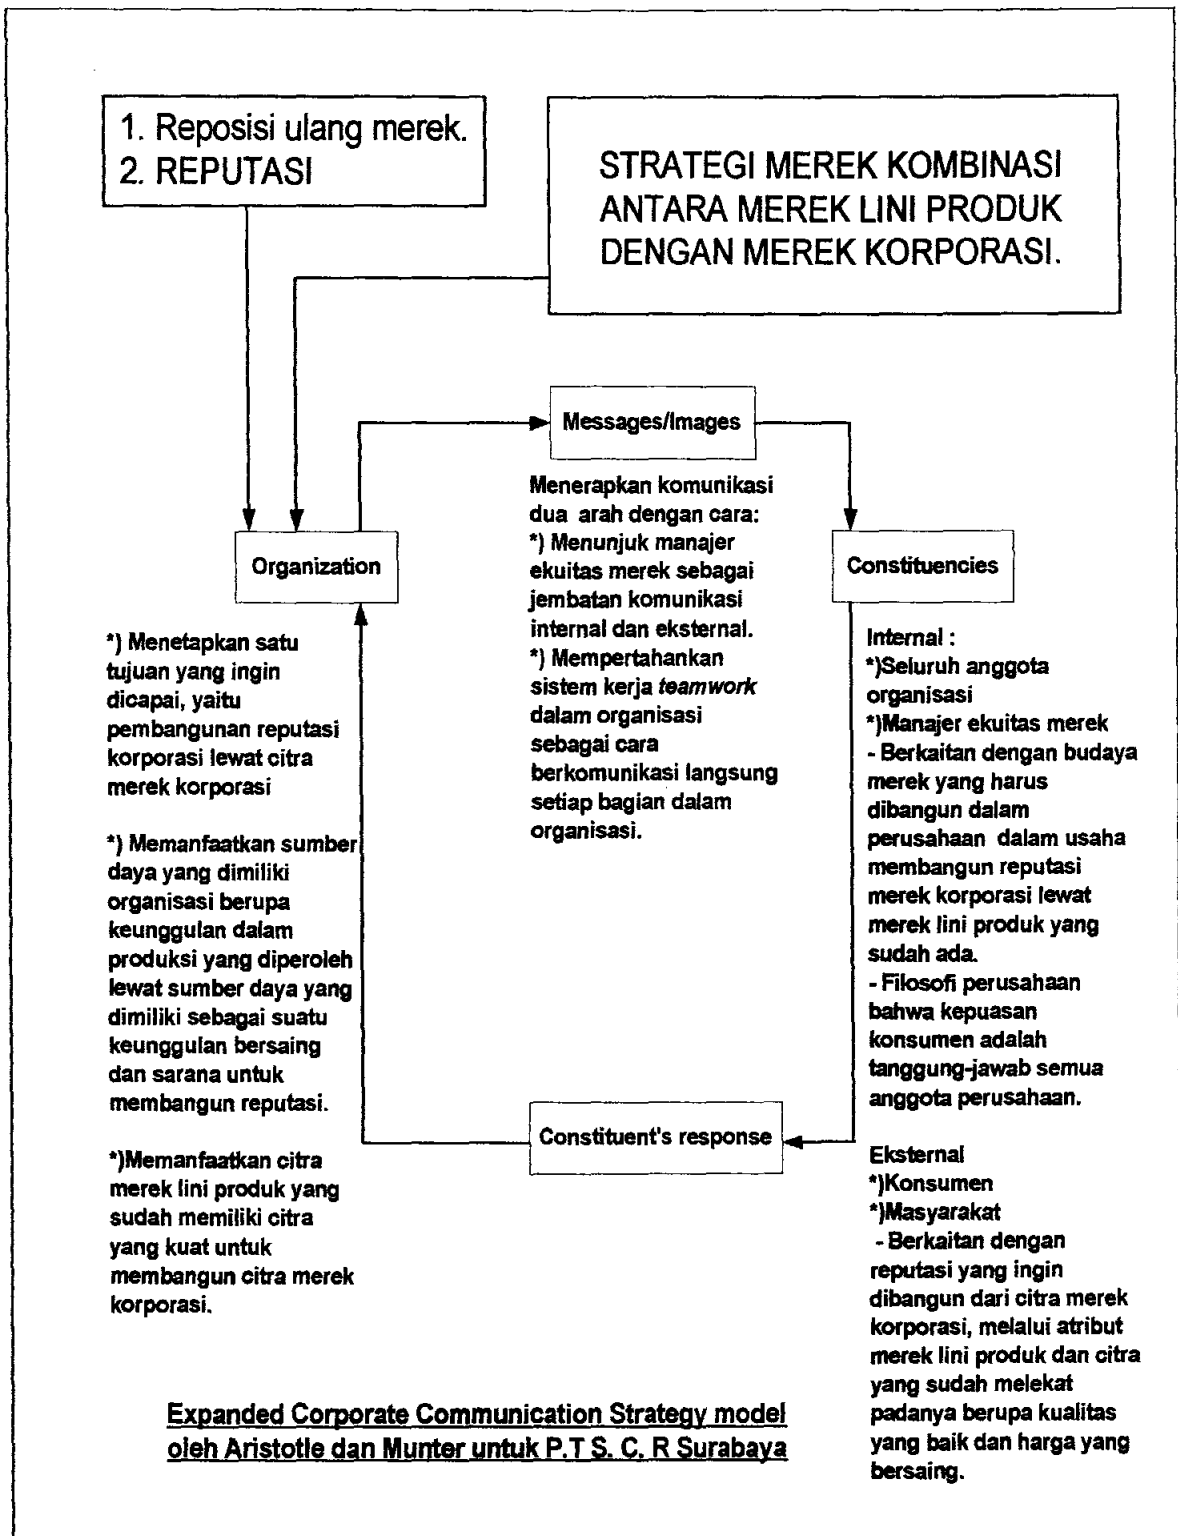 1. Reposisi ulang merek.
2. REPUTASI
STRATEGI MEREK KOMBINASI
ANTARA MEREK LINI PRODUK
DENGAN MEREK KORPORASI.
Messages/Images
Menerapkan komunikasi
dua arah dengan cara:
*) Menunjuk manajer
ekuitas merek sebagai
jembatan komunikasi
internal dan eksternal.
*) Mempertahankan
sistem kerja teamwork
dalam organisasi
sebagai cara
berkomunikasi langsung
setiap bagian dalam
organisasi.
Organization
*) Menetapkan satu
tujuan yang ingin
dicapai, yaitu
pembangunan reputasi
korporasi lewat citra
merek korporasi
*) Memanfaatkan sumber
daya yang dimiliki
organisasi berupa
keunggulan dalam
produksi yang diperoleh
lewat sumber daya yang
dimiliki sebagai suatu
keunggulan bersaing
dan sarana untuk
membangun reputasi.
*)Memanfaatkan citra
merek lini produk yang
sudah memiliki citra
yang kuat untuk
membangun citra merek
korporasi.
Constituencies
Internal :
*)Seluruh anggota
organisasi
*)Manajer ekuitas merek
- Berkaitan dengan budaya
merek yang harus
dibangun dalam
perusahaan dalam usaha
membangun reputasi
merek korporasi lewat
merek lini produk yang
sudah ada.
- Filosofi perusahaan
bahwa kepuasan
konsumen adalah
tanggung-jawab semua
anggota perusahaan.
Eksternal
*)Konsumen
*)Masyarakat
- Berkaitan dengan
reputasi yang ingin
dibangun dari citra merek
korporasi, melalui atribut
merek lini produk dan citra
yang sudah melekat
padanya berupa kualitas
yang baik dan harga yang
bersaing.
Constituent's response
Expanded Corporate Communication Strategy model
oleh Aristotle dan Munter untuk P.T S. C. R Surabaya